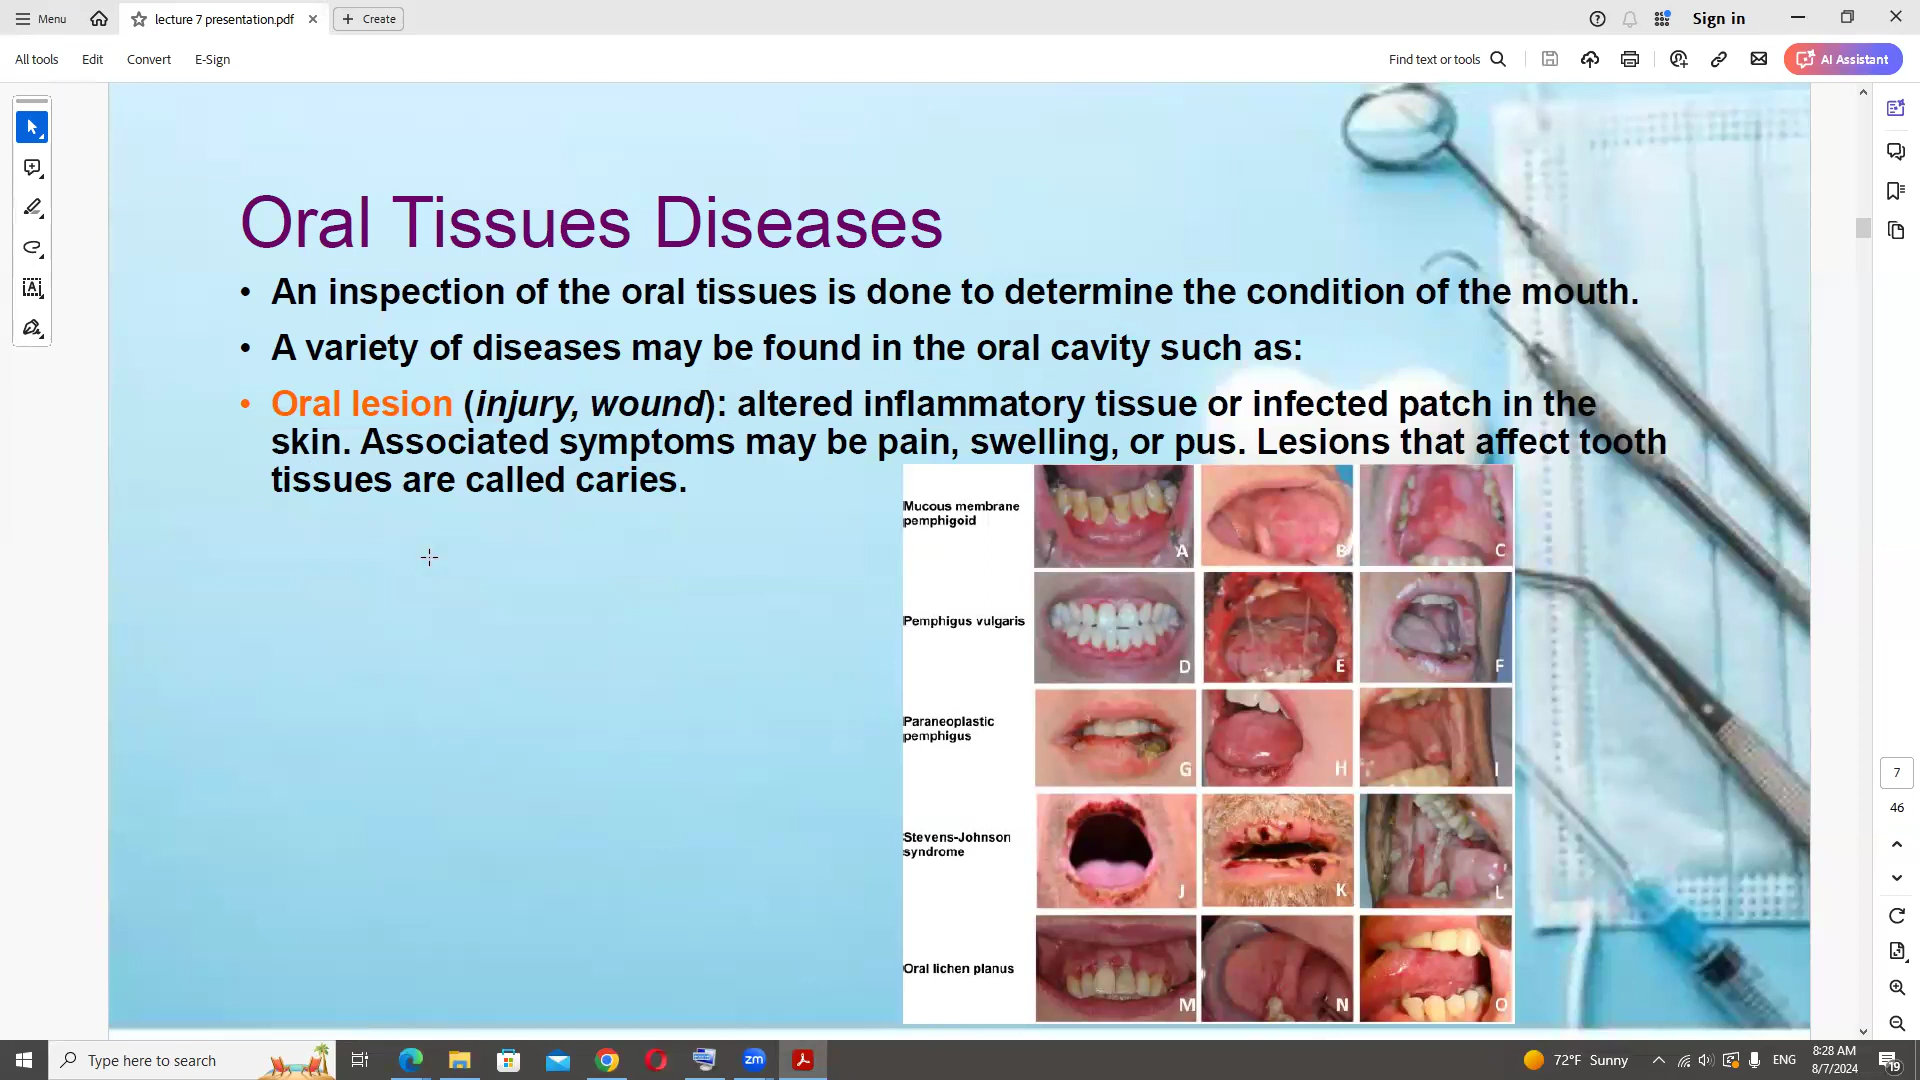 Menu
lecture 7 presentation.pdf
Create
Sign in
All tools
Edit
Convert
E-Sign
Find text or tools
AI Assistant
Oral Tissues Diseases
• An inspection of the oral tissues is done to determine the condition of the mouth.
• A variety of diseases may be found in the oral cavity such as:
• Oral lesion (injury, wound): altered inflammatory tissue or infected patch in the
skin. Associated symptoms may be pain, swelling, or pus. Lesions that affect tooth
tissues are called caries.
Mucous membrane
pemphigoid
A B C
Pemphigus vulgaris
D E F
Paraneoplastic
pemphigus
G H I
Stevens-Johnson
syndrome
J K L
Oral lichen planus
M N O
7
46
Type here to search
zm
72°F Sunny
ENG
8:28 AM
8/7/2024
19